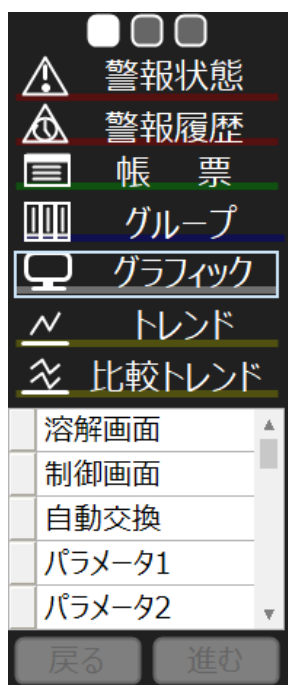 警報状態
警報履歴
帳　票
グループ
グラフィック
トレンド
比較トレンド
溶解画面
制御画面
自動交換
パラメータ1
パラメータ2
戻る 進む